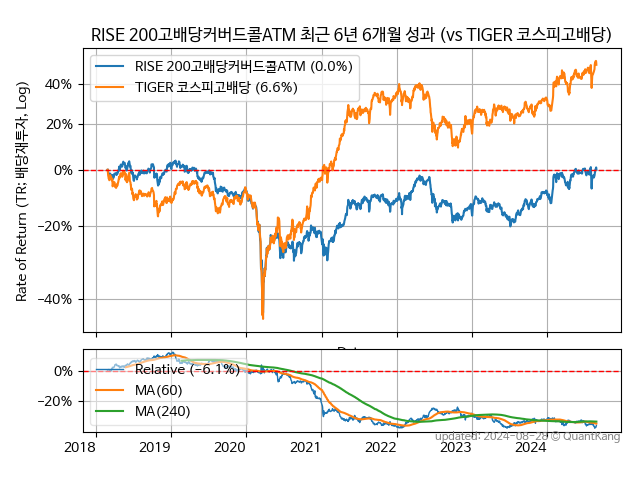 RISE 200고배당커버드콜ATM 최근 6년 6개월 성과 (vs TIGER 코스피고배당)
RISE 200고배당커버드콜ATM (0.0%)
TIGER 코스피고배당 (6.6%)
40%
20%
0%
−20%
−40%
Rate of Return (TR: 배당재투자, Log)
Relative (−6.1%)
MA(60)
MA(240)
0%
−20%
updated: 2024-08-28 © QuantKang
2018 2019 2020 2021 2022 2023 2024